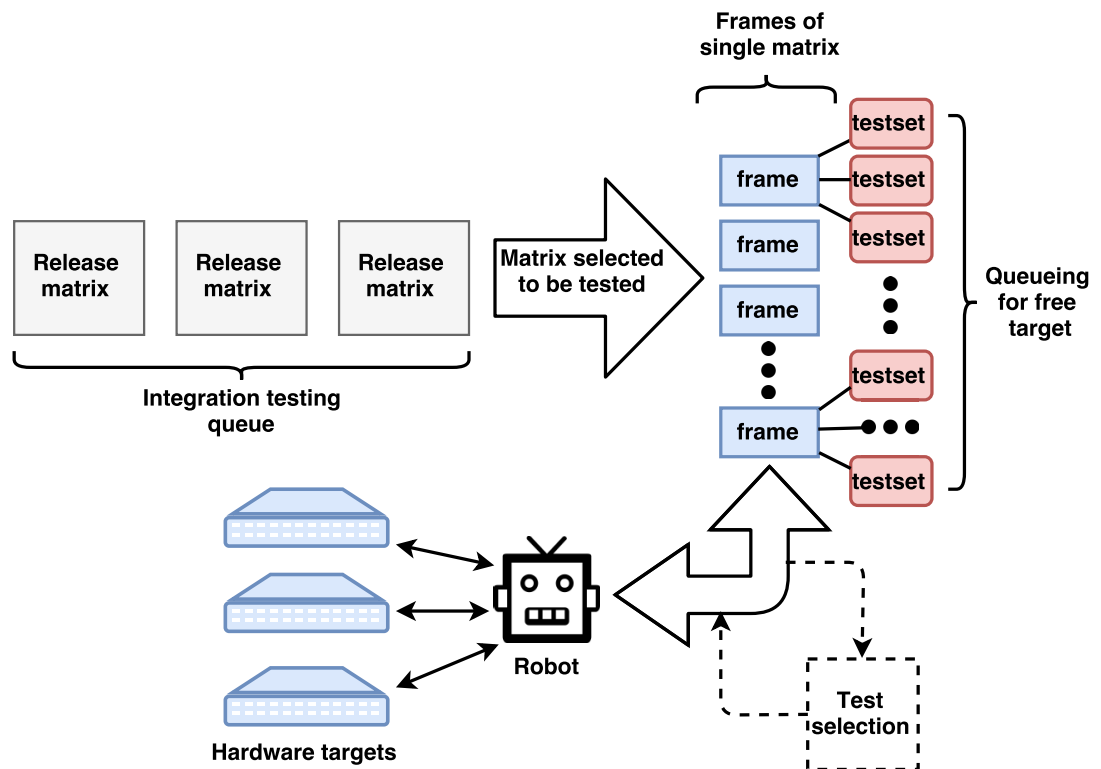 Frames of
single matrix
testset
frame
testset
testset
Release
matrix
Release
matrix
Release
matrix
Matrix selected
to be tested
frame
frame
Queueing
for free
target
testset
frame
testset
Integration testing
queue
Robot
Hardware targets
Test
selection